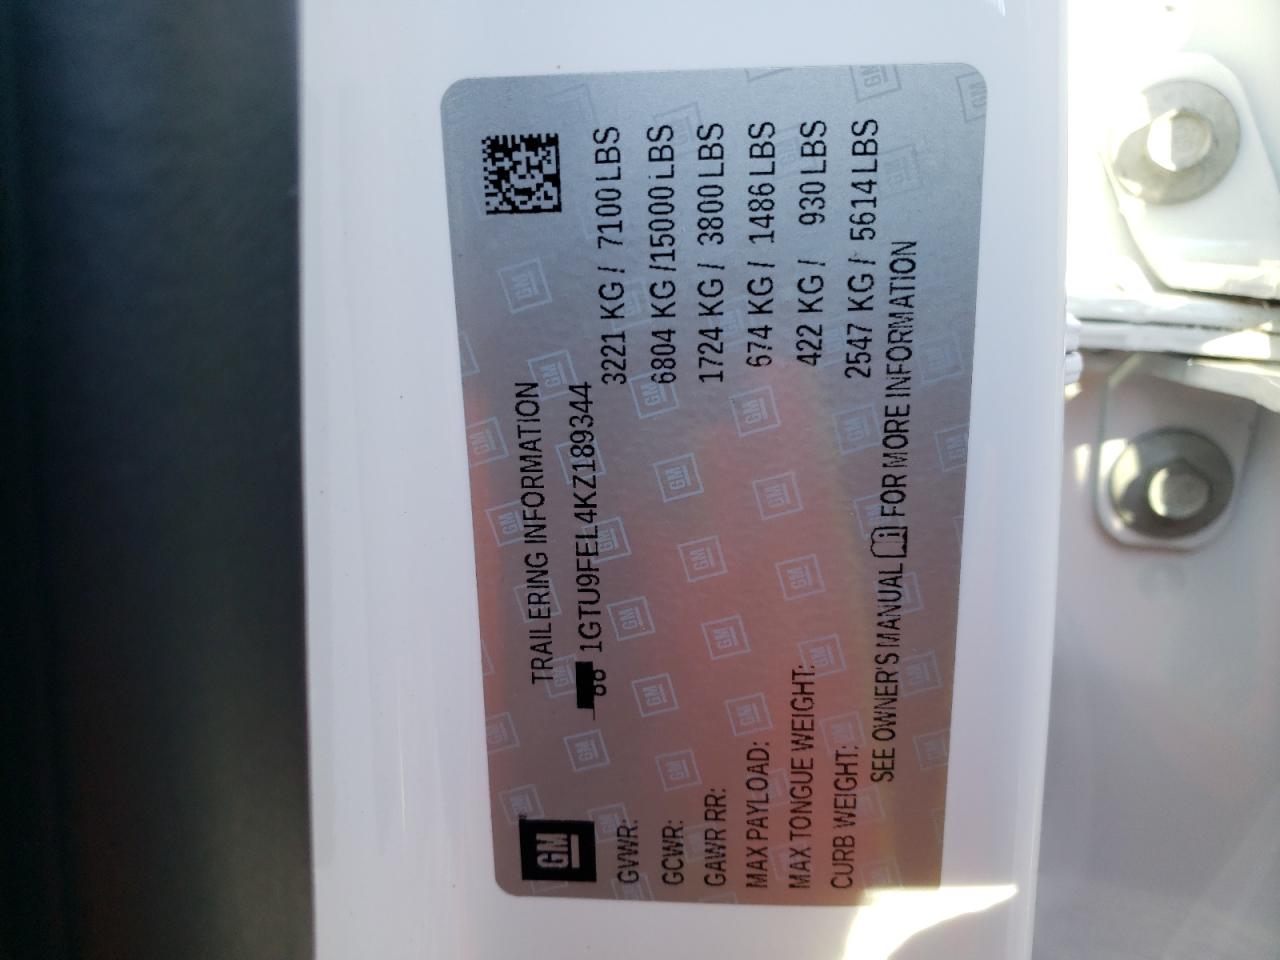 GM
TRAILERING INFORMATION
1GTU9FEL4KZ189344
GVWR: 3221 KG / 7100 LBS
GCWR: 6804 KG /15000 LBS
GAWR RR: 1724 KG / 3800 LBS
MAX PAYLOAD: 674 KG / 1486 LBS
MAX TONGUE WEIGHT: 422 KG / 930 LBS
CURB WEIGHT: 2547 KG / 5614 LBS
SEE OWNER'S MANUAL FOR MORE INFORMATION